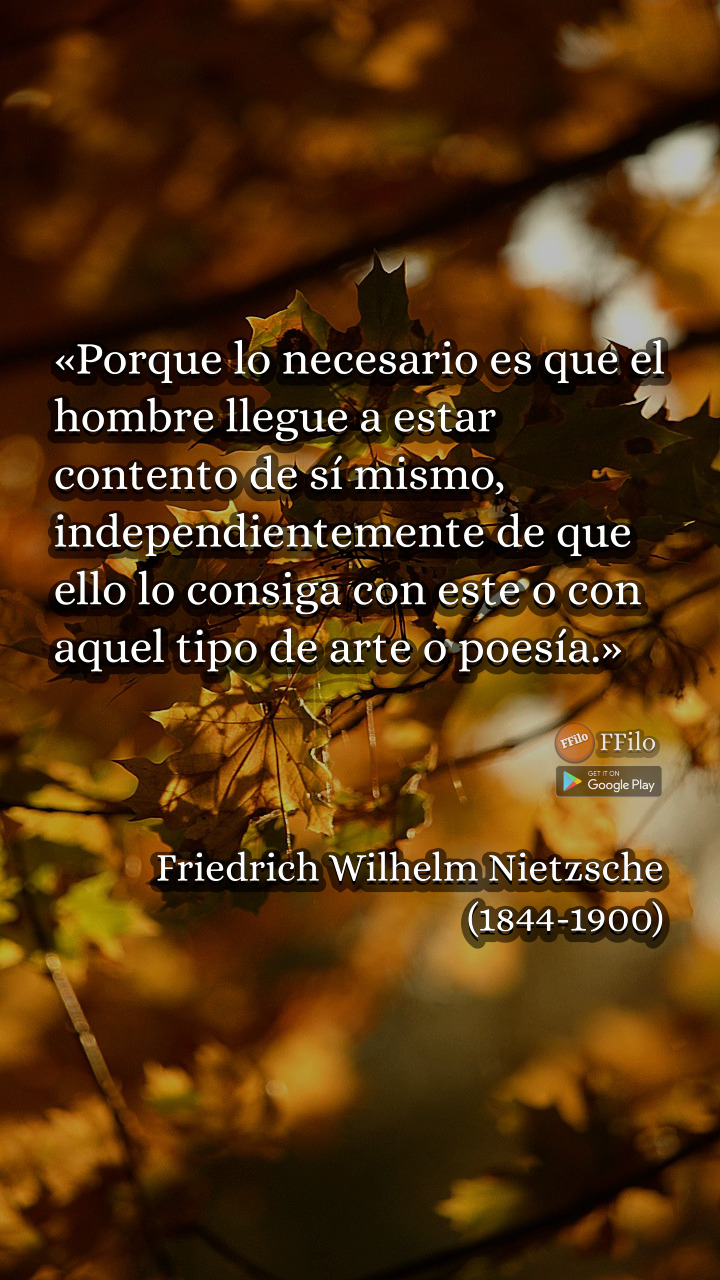 «Porque lo necesario es que el
hombre llegue a estar
contento de sí mismo,
independientemente de que
ello lo consiga con este o con
aquel tipo de arte o poesía.»
FFilo FFilo
GET IT ON
Google Play
Friedrich Wilhelm Nietzsche
(1844-1900)